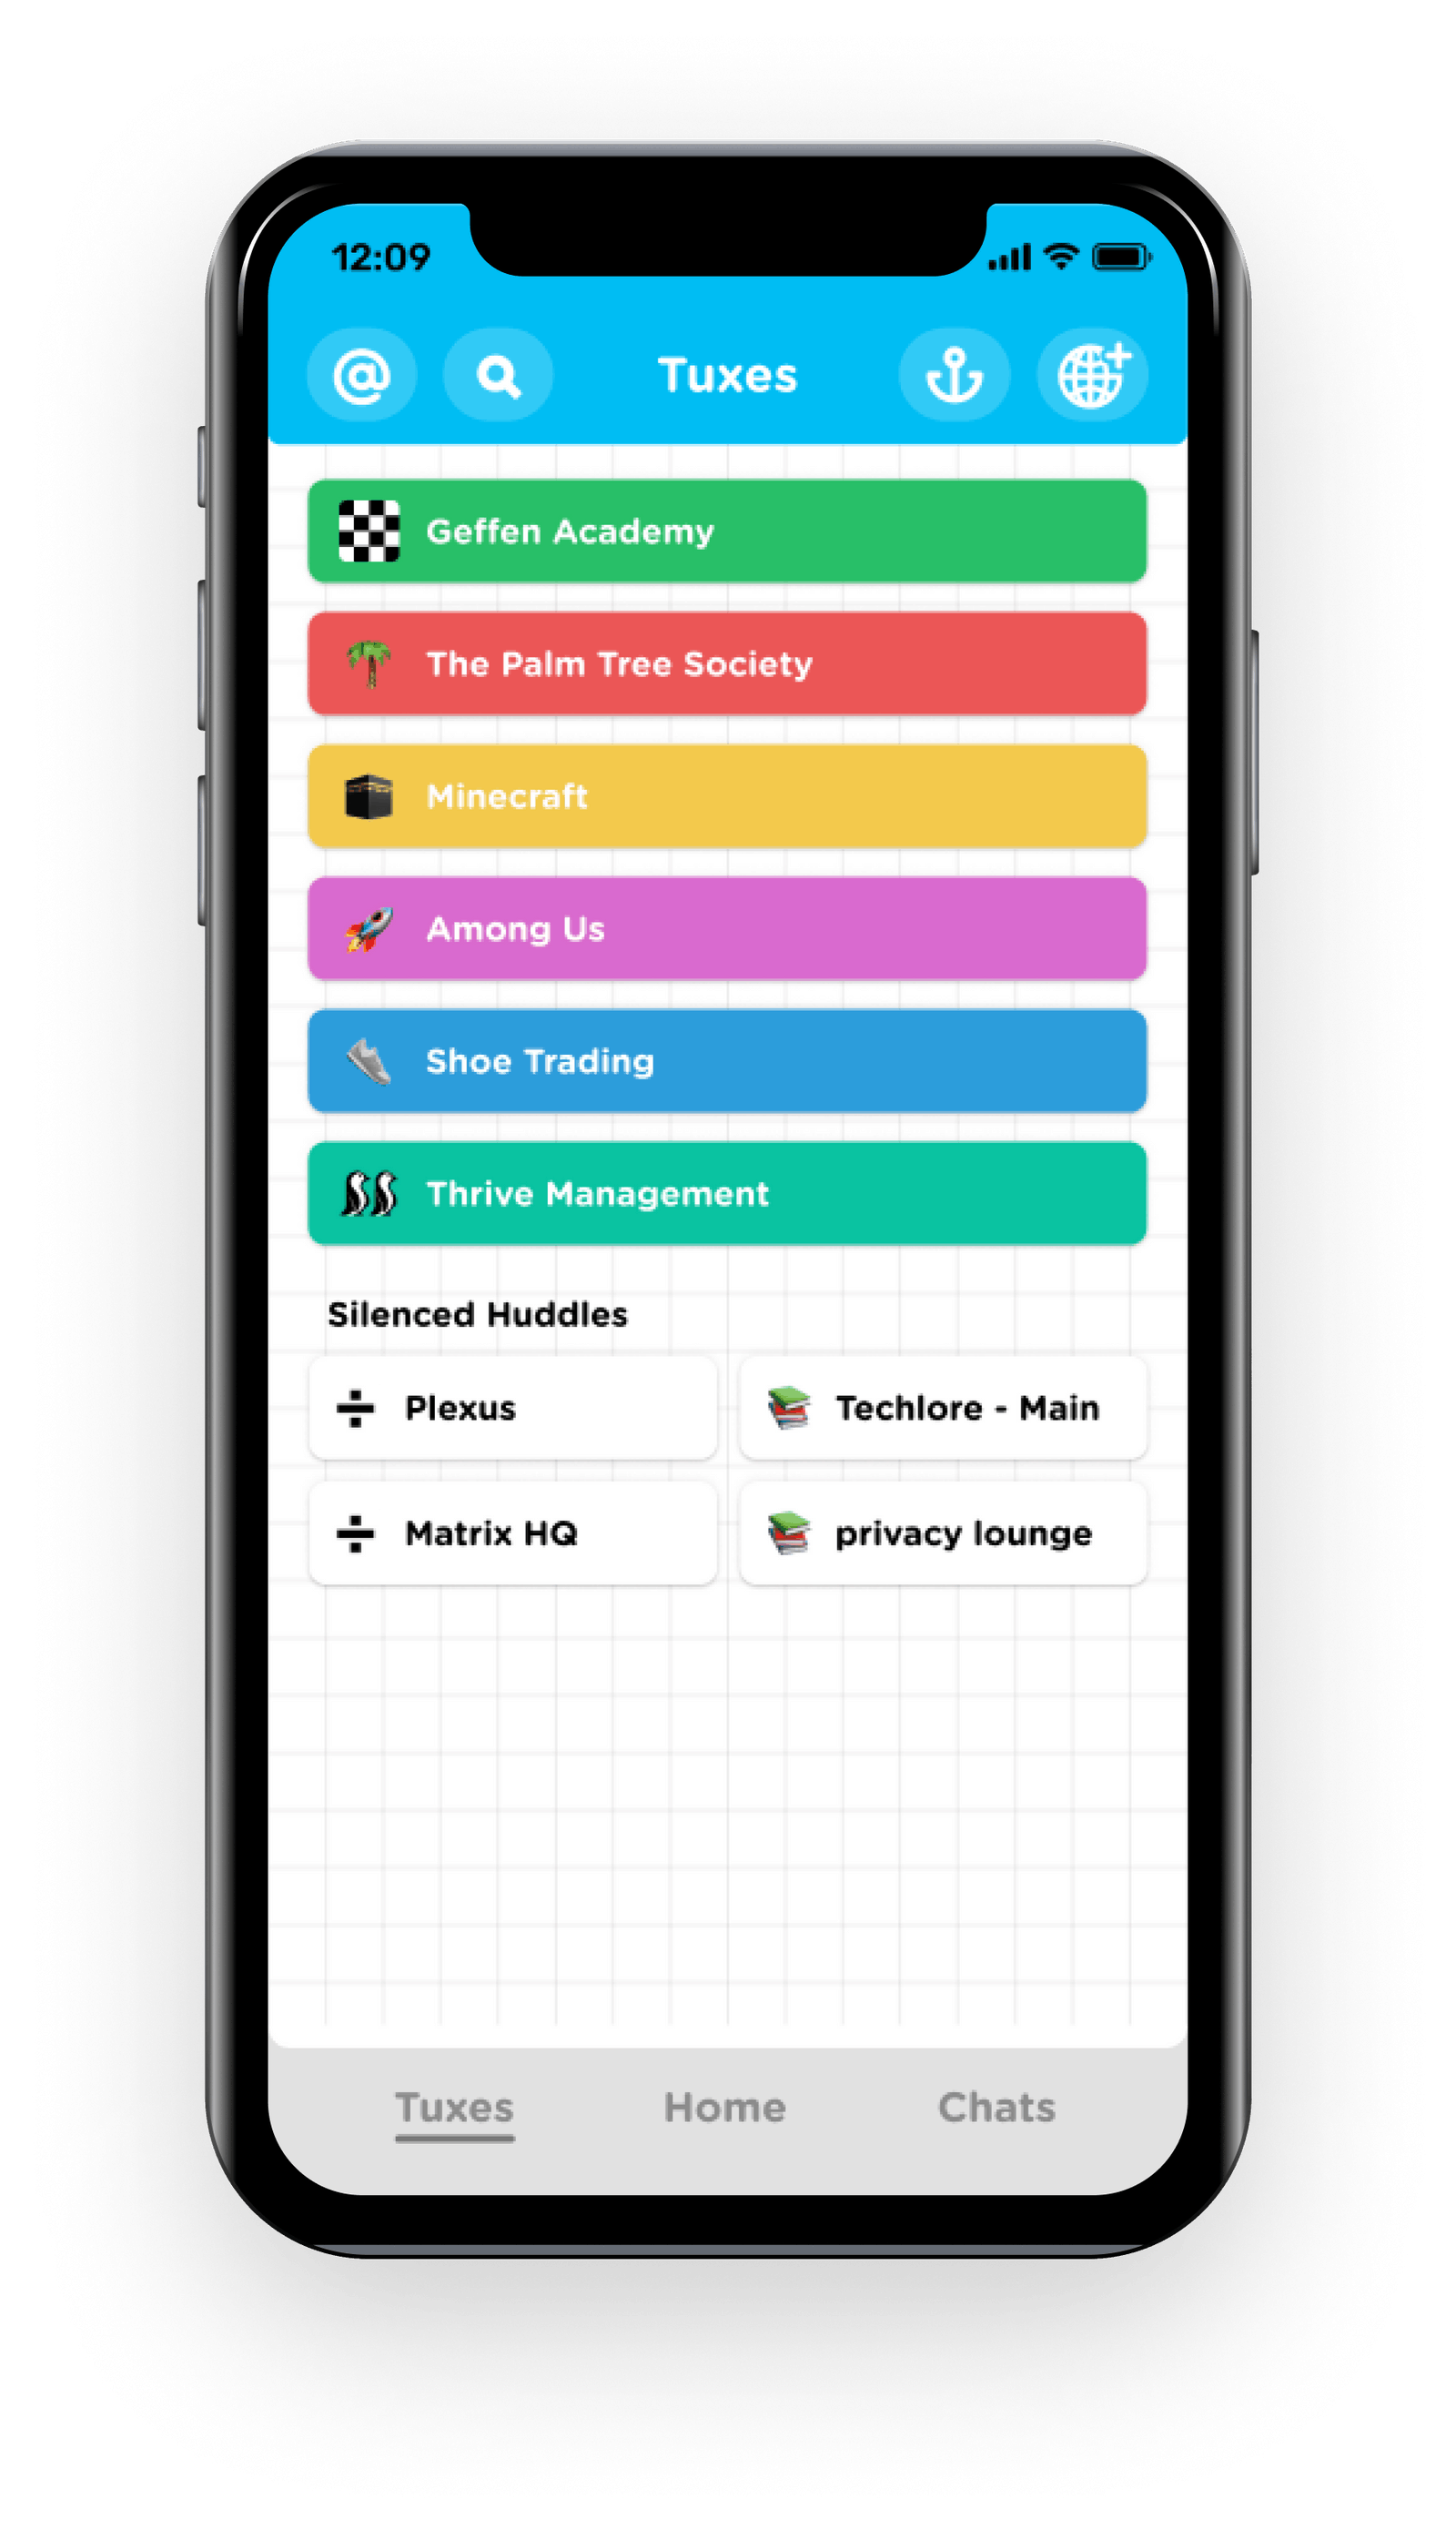 12:09
@
Tuxes
Geffen Academy
The Palm Tree Society
Minecraft
Among Us
Shoe Trading
Thrive Management
Silenced Huddles
Plexus
Techlore - Main
Matrix HQ
privacy lounge
Tuxes Home Chats